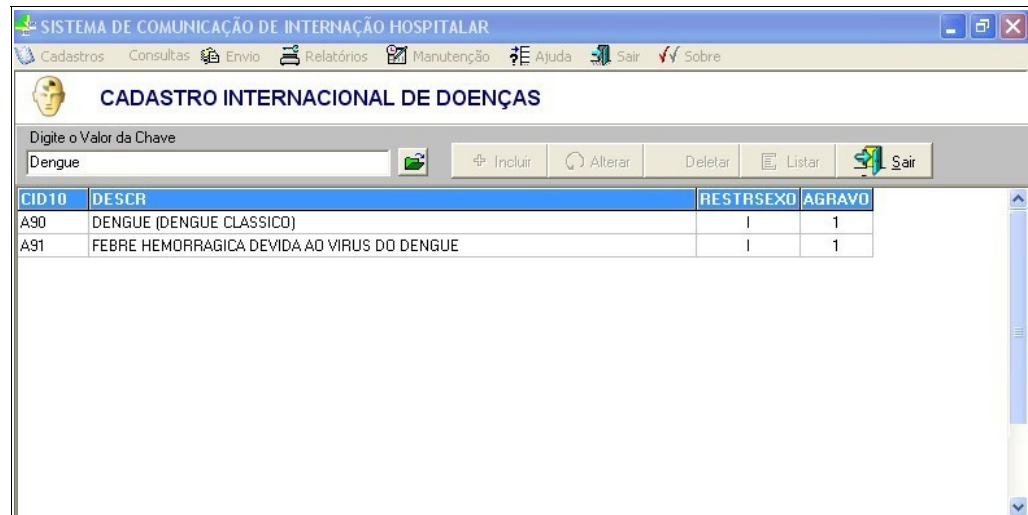 SISTEMA DE COMUNICAÇÃO DE INTERNAÇÃO HOSPITALAR
Cadastros Consultas Envio Relatórios Manutenção Ajuda Sair Sobre
CADASTRO INTERNACIONAL DE DOENÇAS
Digite o Valor da Chave
Dengue Incluir Alterar Deletar Listar Sair
CID10 DESCR RESTRSEXO AGRAVO
A90 DENGUE (DENGUE CLASSICO) I 1
A91 FEBRE HEMORRAGICA DEVIDA AO VIRUS DO DENGUE I 1